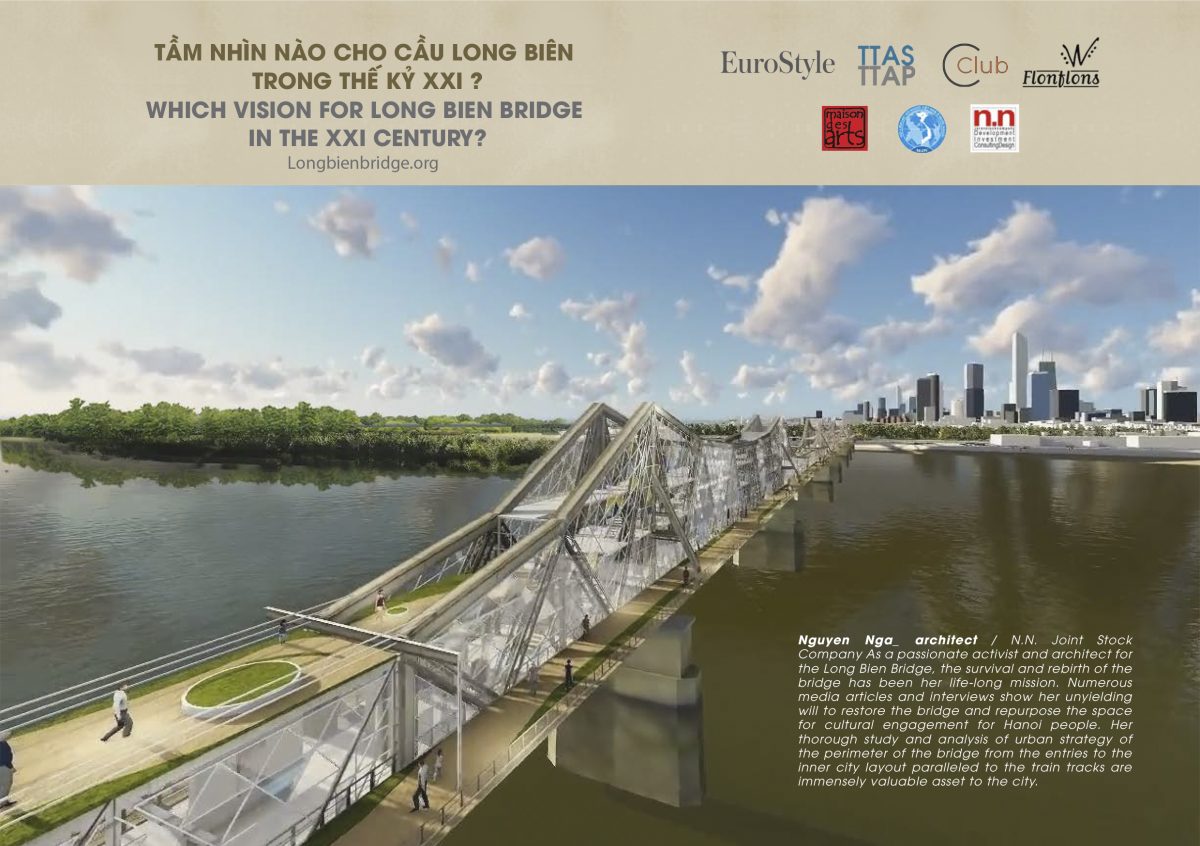 TẦM NHÌN NÀO CHO CẦU LONG BIÊN
TRONG THẾ KỶ XXI ?
WHICH VISION FOR LONG BIEN BRIDGE
IN THE XXI CENTURY?
Longbienbridge.org
EuroStyle
TTAS
TTAP
CClub
W
Flonflons
maison
des
arts
n.n
Development
Investment
ConsultingDesign
Nguyen Nga_ architect / N.N. Joint Stock
Company As a passionate activist and architect for
the Long Bien Bridge, the survival and rebirth of the
bridge has been her life-long mission. Numerous
media articles and interviews show her unyielding
will to restore the bridge and repurpose the space
for cultural engagement for Hanoi people. Her
thorough study and analysis of urban strategy of
the perimeter of the bridge from the entries to the
inner city layout paralleled to the train tracks are
immensely valuable asset to the city.